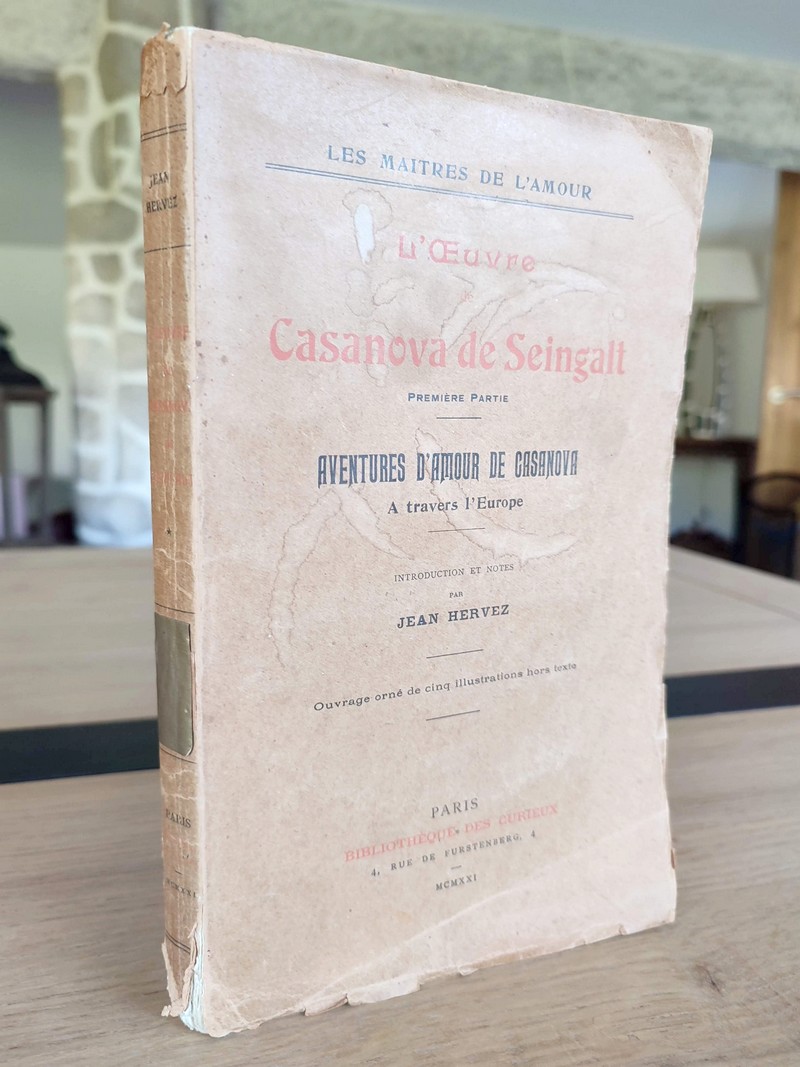 LES MAITRES DE L'AMOUR
L'Œuvre
Casanova de Seingalt
PREMIÈRE PARTIE
AVENTURES D'AMOUR DE CASANOVA
A travers l'Europe
INTRODUCTION ET NOTES
PAR
JEAN HERVEZ
Ouvrage orné de cinq illustrations hors texte
PARIS
BIBLIOTHÈQUE DES CURIEUX
4, RUE DE FURSTENBERG, 4
MCMXXI
JEAN
HERVEZ
PARIS
MCMXXI